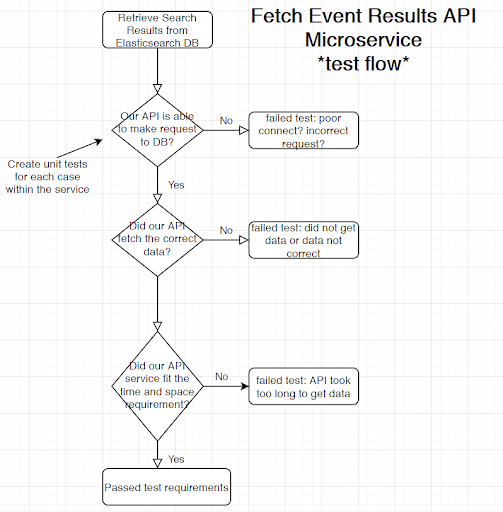 Fetch Event Results API
Microservice
*test flow*
Retrieve Search
Results from
Elasticsearch DB
Our API is able
to make request
to DB?
No
failed test: poor
connect? incorrect
request?
Create unit tests
for each case
within the service
Yes
Did our API
fetch the correct
data?
No
failed test: did not get
data or data not
correct
Did our API
service fit the
time and space
requirement?
No
failed test: API took
too long to get data
Yes
Passed test requirements